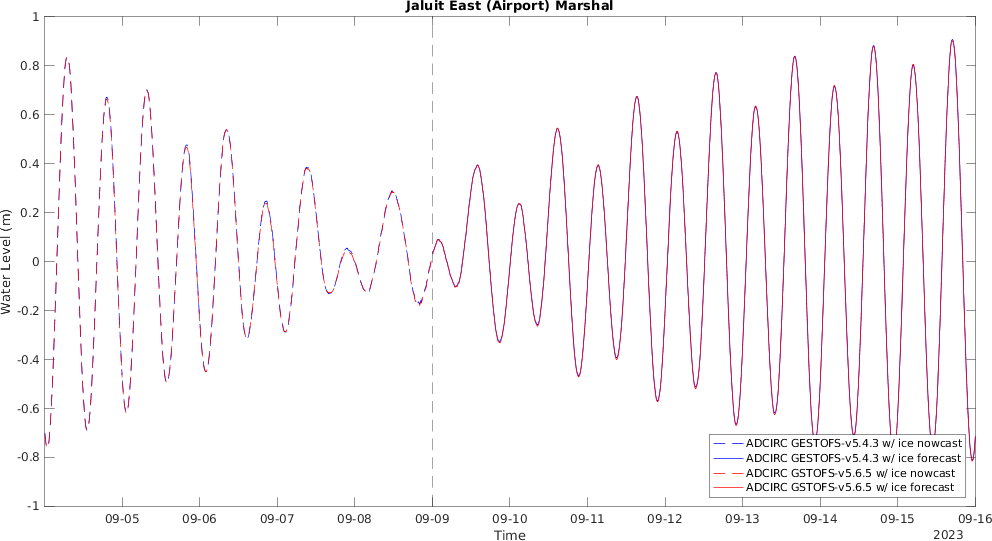 Jaluit East (Airport) Marshal
Water Level (m)
1
0.8
0.6
0.4
0.2
0
-0.2
-0.4
-0.6
-0.8
-1
ADCIRC GESTOFS-v5.4.3 w/ ice nowcast
ADCIRC GESTOFS-v5.4.3 w/ ice forecast
ADCIRC GSTOFS-v5.6.5 w/ ice nowcast
ADCIRC GSTOFS-v5.6.5 w/ ice forecast
09-05 09-06 09-07 09-08 09-09 09-10 09-11 09-12 09-13 09-14 09-15 09-16
Time
2023